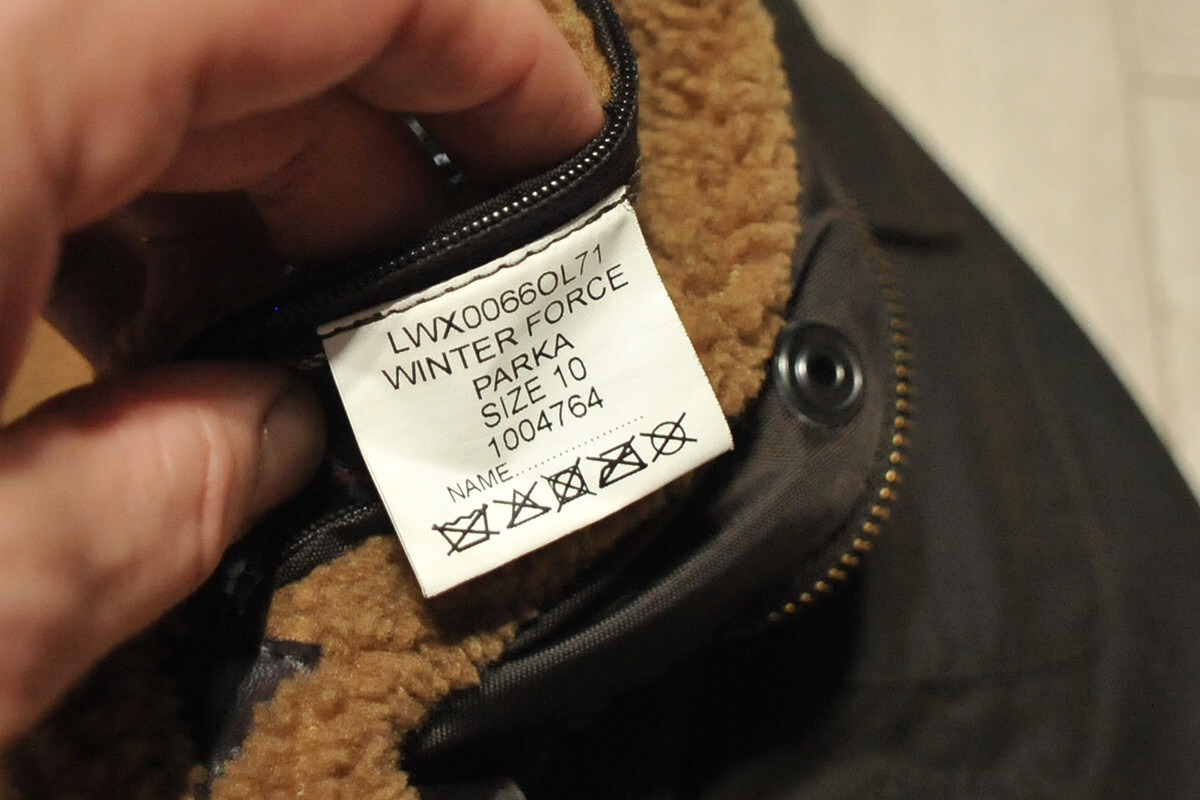 LWX0066OL71
WINTER FORCE
PARKA
SIZE 10
1004764
NAME....................